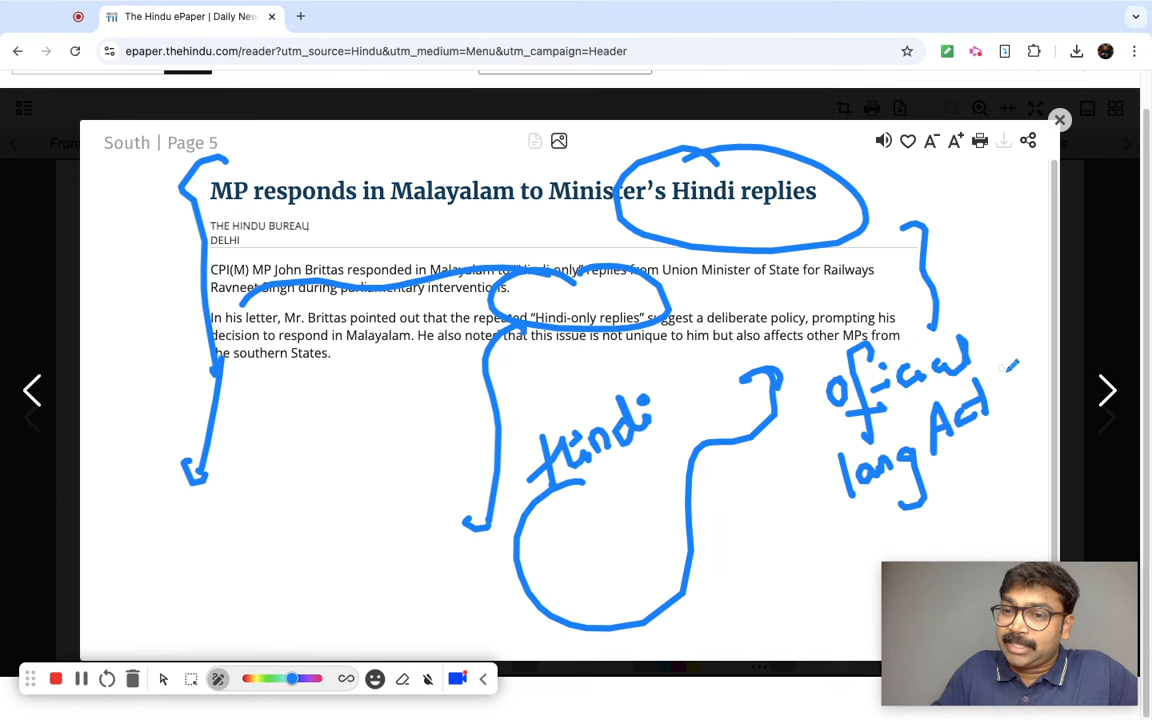 The Hindu ePaper | Daily New
epaper.thehindu.com/reader?utm_source=Hindu&utm_medium=Menu&utm_campaign=Header
Fron
South | Page 5
A- A+
MP responds in Malayalam to Minister's Hindi replies
THE HINDU BUREAU
DELHI
CPI(M) MP John Brittas responded in Malayalam to "Hindi-only" replies from Union Minister of State for Railways
Ravneet Singh during parliamentary interventions.
In his letter, Mr. Brittas pointed out that the repeated "Hindi-only replies" suggest a deliberate policy, prompting his
decision to respond in Malayalam. He also noted that this issue is not unique to him but also affects other MPs from
the southern States.
Hindi
Oficial
lang Act